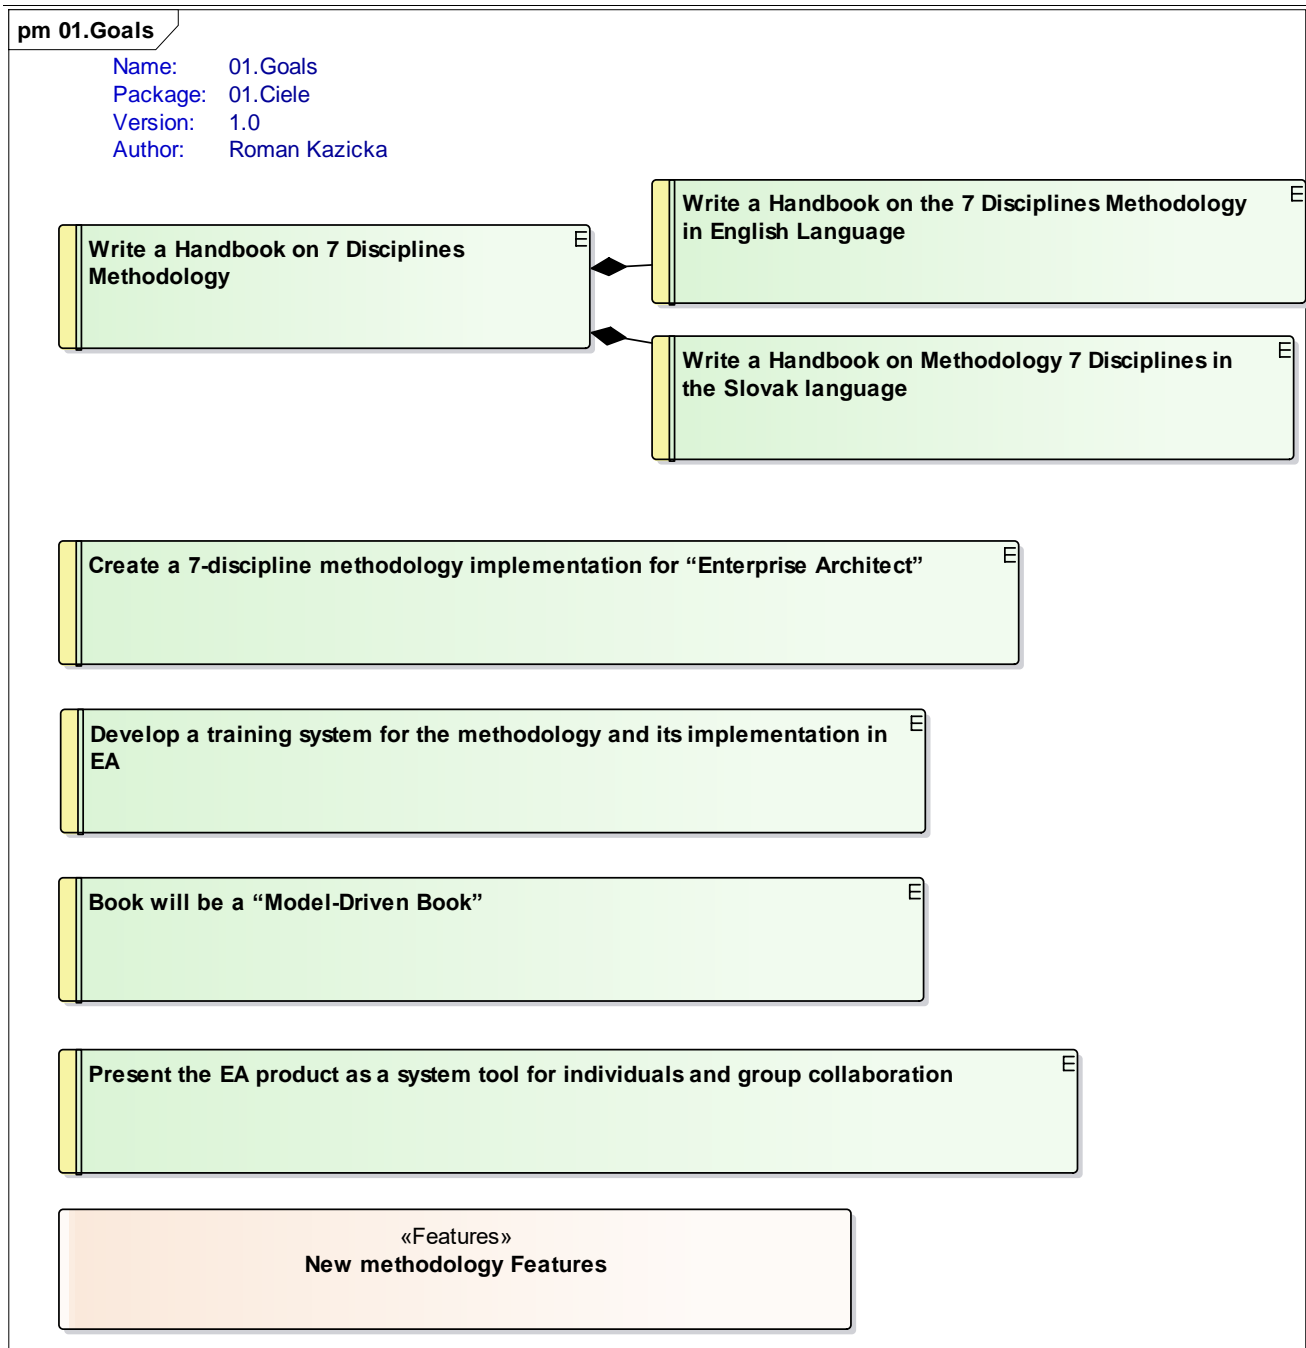 pm 01.Goals
Name: 01.Goals
Package: 01.Ciele
Version: 1.0
Author: Roman Kazicka
Write a Handbook on 7 Disciplines
Methodology
E
Write a Handbook on the 7 Disciplines Methodology
in English Language
E
Write a Handbook on Methodology 7 Disciplines in
the Slovak language
E
Create a 7-discipline methodology implementation for “Enterprise Architect”
E
Develop a training system for the methodology and its implementation in
EA
E
Book will be a “Model-Driven Book”
E
Present the EA product as a system tool for individuals and group collaboration
E
«Features»
New methodology Features